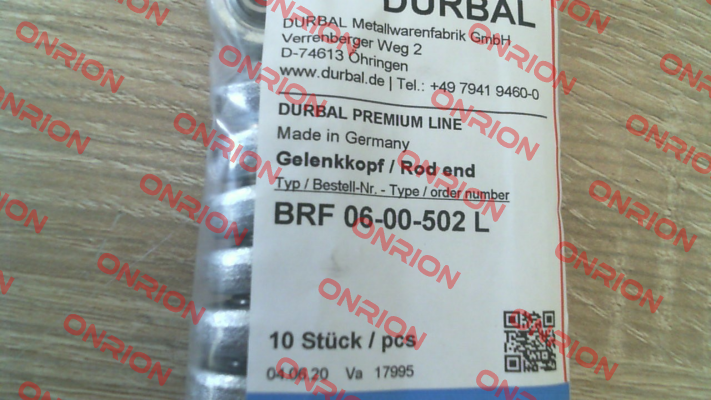 DURBAL
DURBAL Metallwarenfabrik GmbH
Verrenberger Weg 2
D-74613 Öhringen
www.durbal.de | Tel.: +49 7941 9460-0
DURBAL PREMIUM LINE
Made in Germany
Gelenkkopf / Rod end
Typ / Bestell-Nr. - Type / order number
BRF 06-00-502 L
10 Stück / pcs
04.06.20 Va 17995
ONRION